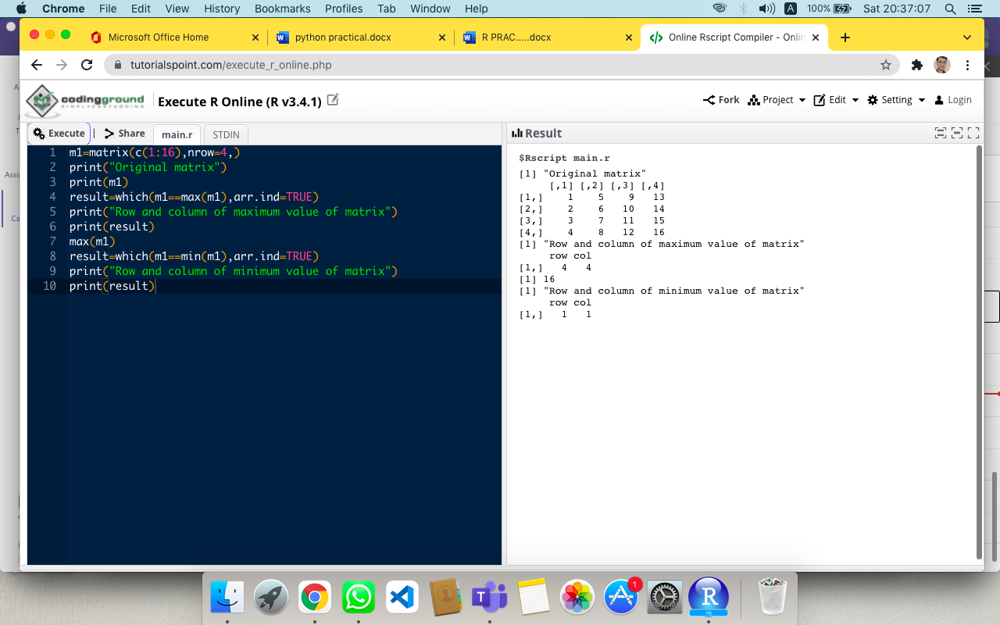 Chrome File Edit View History Bookmarks Profiles Tab Window Help A 100% Sat 20:37:07
Microsoft Office Home python practical.docx R PRAC.....docx Online Rscript Compiler - Onlin
tutorialspoint.com/execute_r_online.php
codingground
SIMPLYEASYCODING
Execute R Online (R v3.4.1)
Fork Project Edit Setting Login
Execute | Share main.r STDIN
1 m1=matrix(c(1:16),nrow=4,)
2 print("Original matrix")
3 print(m1)
4 result=which(m1==max(m1),arr.ind=TRUE)
5 print("Row and column of maximum value of matrix")
6 print(result)
7 max(m1)
8 result=which(m1==min(m1),arr.ind=TRUE)
9 print("Row and column of minimum value of matrix")
10 print(result)
Result
$Rscript main.r
[1] "Original matrix"
[,1] [,2] [,3] [,4]
[1,] 1 5 9 13
[2,] 2 6 10 14
[3,] 3 7 11 15
[4,] 4 8 12 16
[1] "Row and column of maximum value of matrix"
row col
[1,] 4 4
[1] 16
[1] "Row and column of minimum value of matrix"
row col
[1,] 1 1
Assig
Ca
1
R
raj